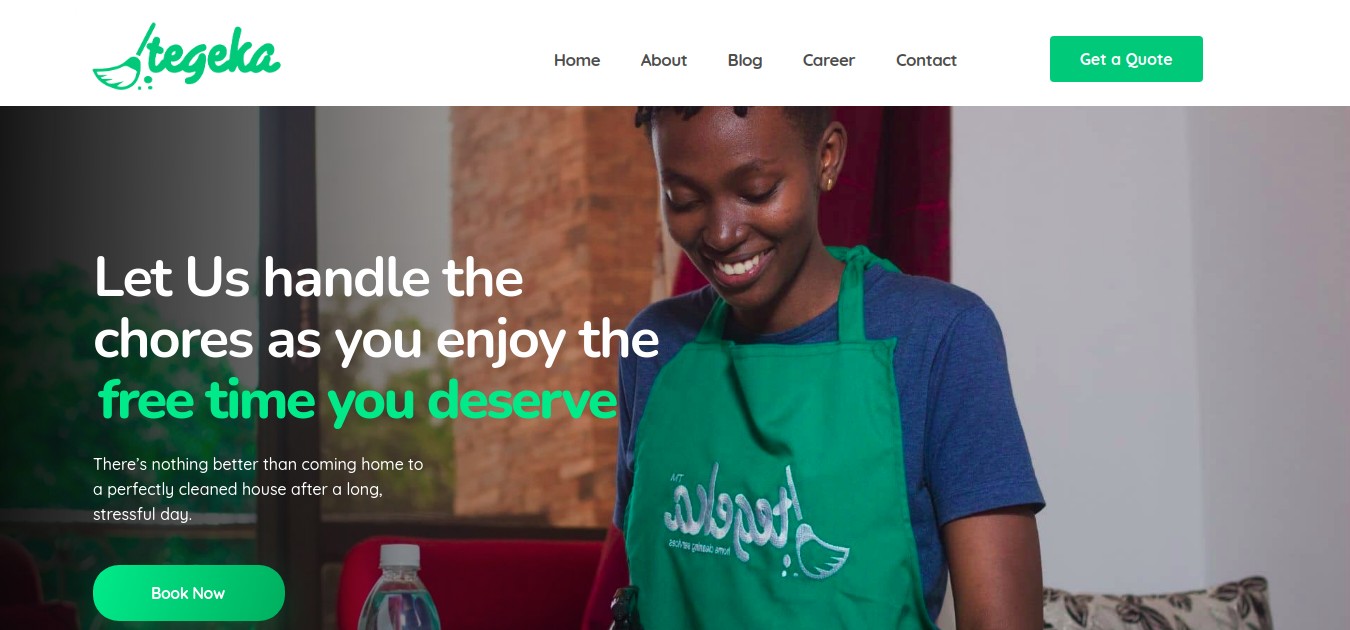 tegeka
Home About Blog Career Contact
Get a Quote
Let Us handle the
chores as you enjoy the
free time you deserve
There's nothing better than coming home to
a perfectly cleaned house after a long,
stressful day.
Book Now
tegeka TM
home cleaning services